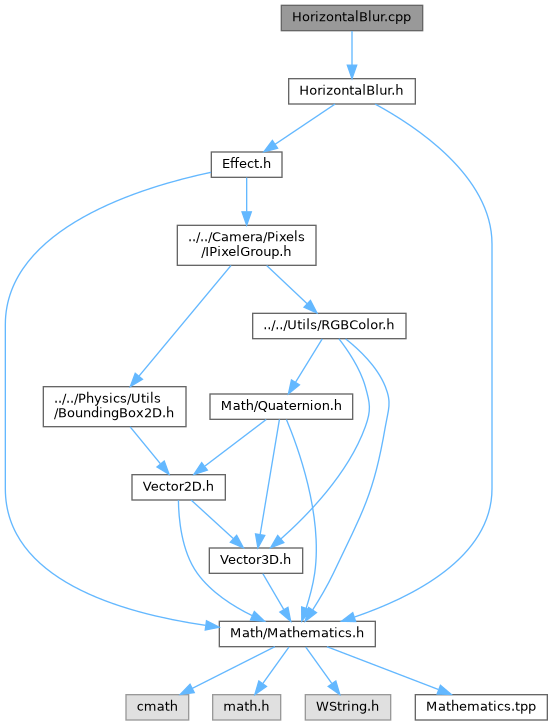 HorizontalBlur.cpp
HorizontalBlur.h
Effect.h
../../Camera/Pixels
/IPixelGroup.h
../../Utils/RGBColor.h
../../Physics/Utils
/BoundingBox2D.h
Math/Quaternion.h
Vector2D.h
Vector3D.h
Math/Mathematics.h
cmath
math.h
WString.h
Mathematics.tpp